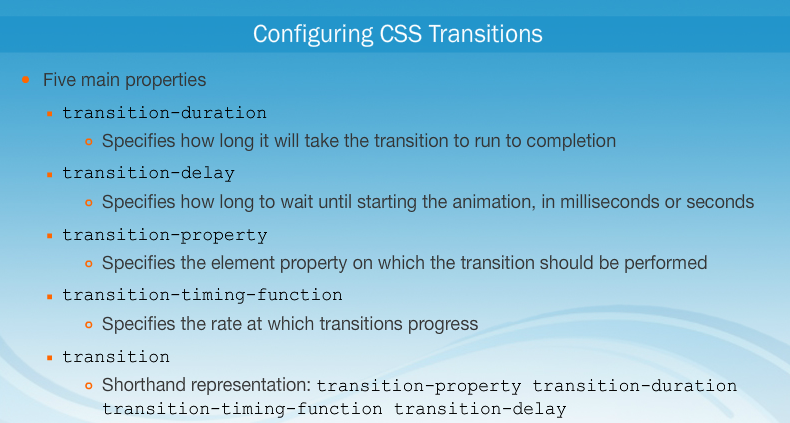 Configuring CSS Transitions
Five main properties
transition-duration
Specifies how long it will take the transition to run to completion
transition-delay
Specifies how long to wait until starting the animation, in milliseconds or seconds
transition-property
Specifies the element property on which the transition should be performed
transition-timing-function
Specifies the rate at which transitions progress
transition
Shorthand representation: transition-property transition-duration
transition-timing-function transition-delay